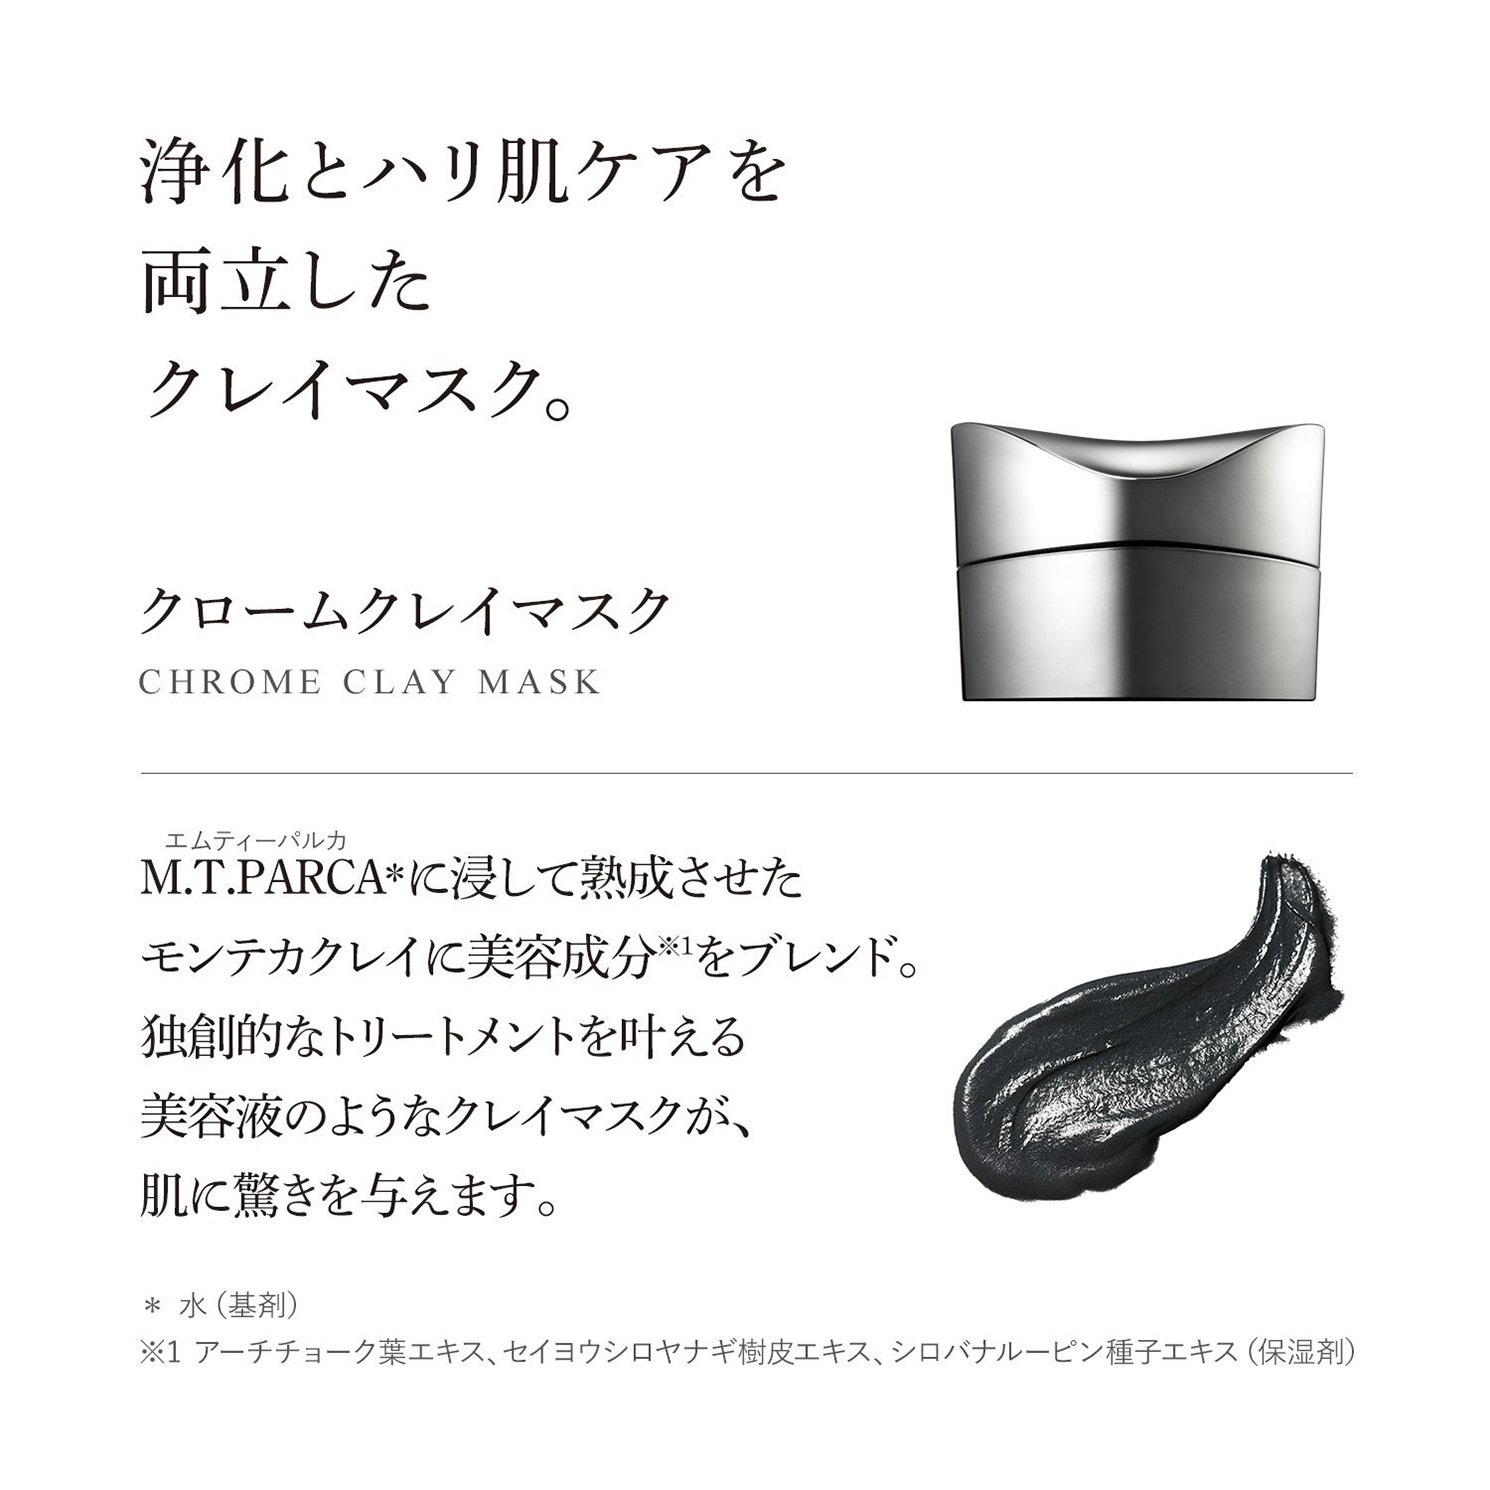 浄化とハリ肌ケアを
両立した
クレイマスク。
クロームクレイマスク
CHROME CLAY MASK
エムティーパルカ
M.T.PARCA*に浸して熟成させた
モンテカクレイに美容成分※1をブレンド。
独創的なトリートメントを叶える
美容液のようなクレイマスクが、
肌に驚きを与えます。
* 水（基剤）
※1 アーチチョーク葉エキス、セイヨウシロヤナギ樹皮エキス、シロバナルーピン種子エキス（保湿剤）